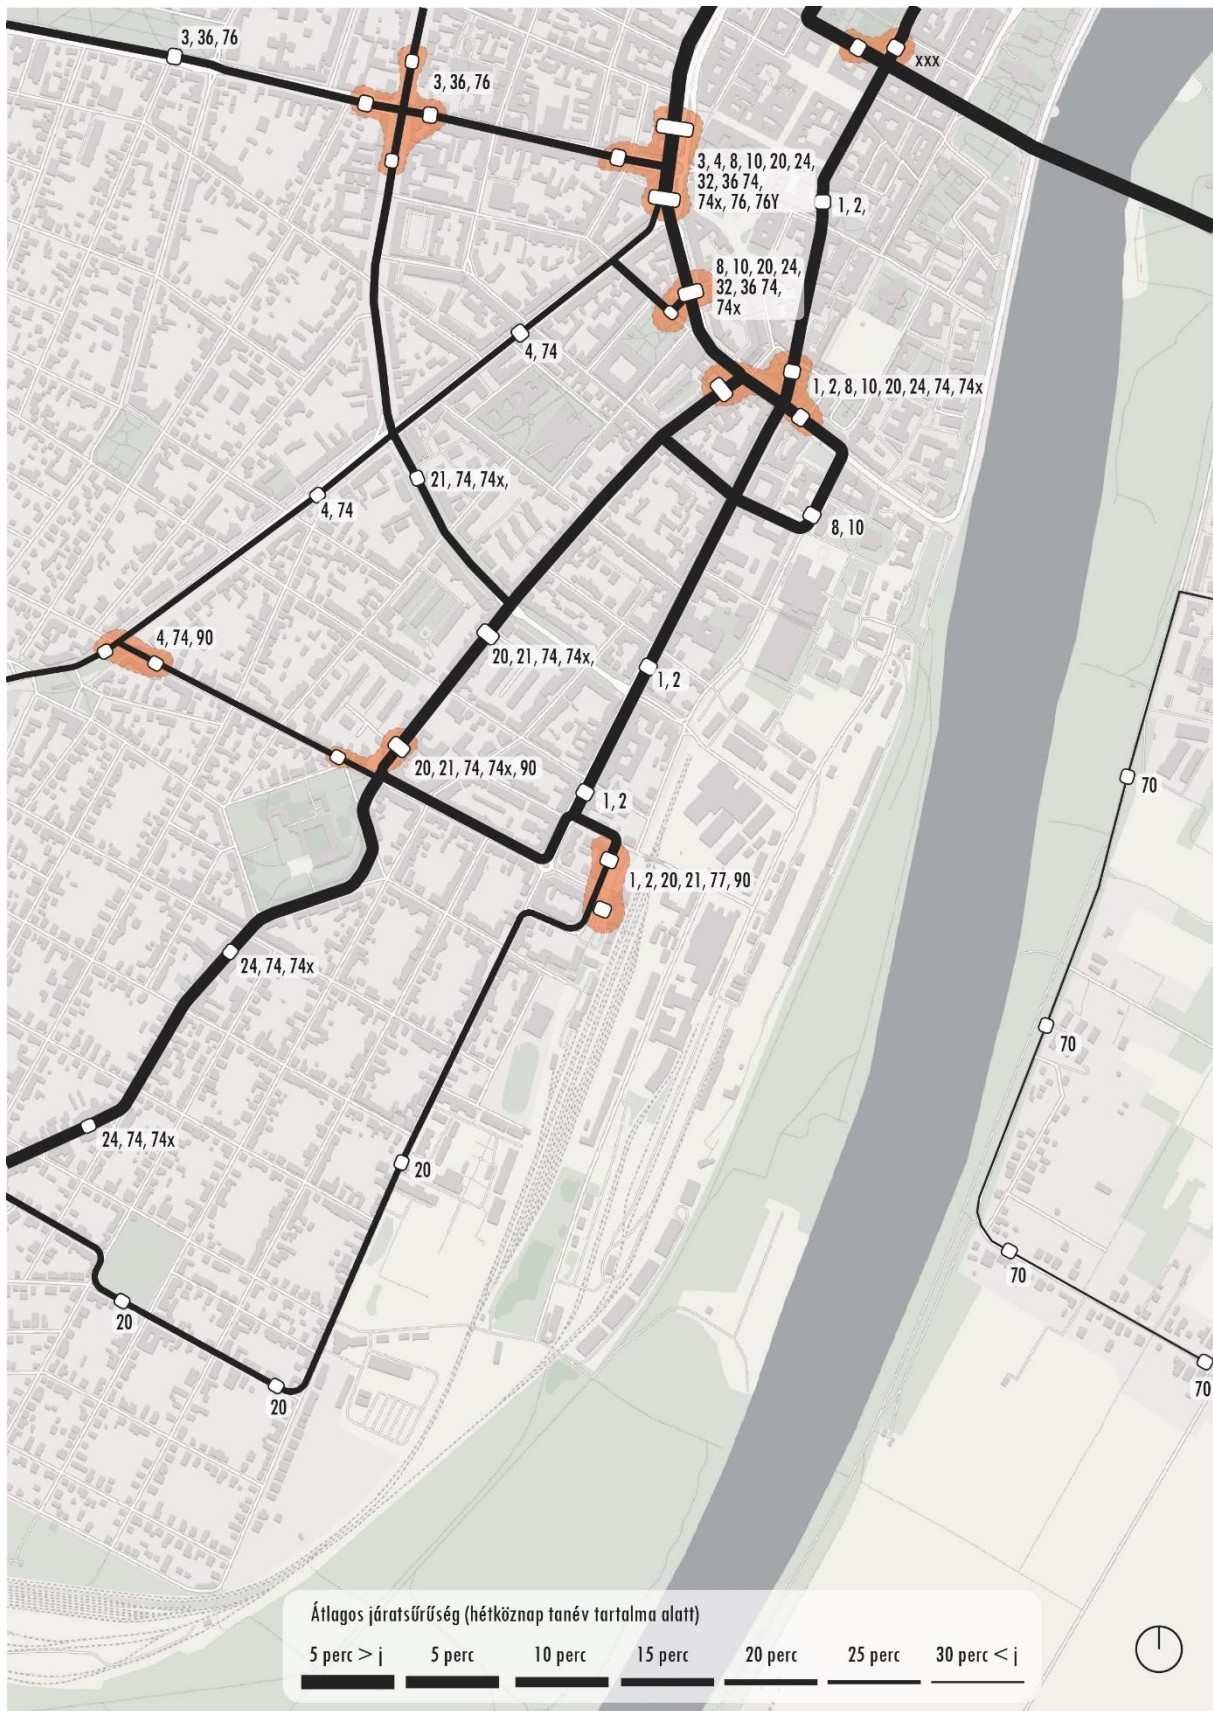 3, 36, 76
xxx
3, 36, 76
3, 4, 8, 10, 20, 24,
32, 36 74,
74x, 76, 76Y
1, 2,
8, 10, 20, 24,
32, 36 74,
74x
4, 74
1, 2, 8, 10, 20, 24, 74, 74x
21, 74, 74x,
4, 74
8, 10
4, 74, 90
20, 21, 74, 74x,
1, 2
20, 21, 74, 74x, 90
70
1, 2
1, 2, 20, 21, 77, 90
24, 74, 74x
70
24, 74, 74x
20
70
20
70
20
Átlagos járatsűrűség (hétköznap tanév tartalma alatt)
5 perc > j 5 perc 10 perc 15 perc 20 perc 25 perc 30 perc < j